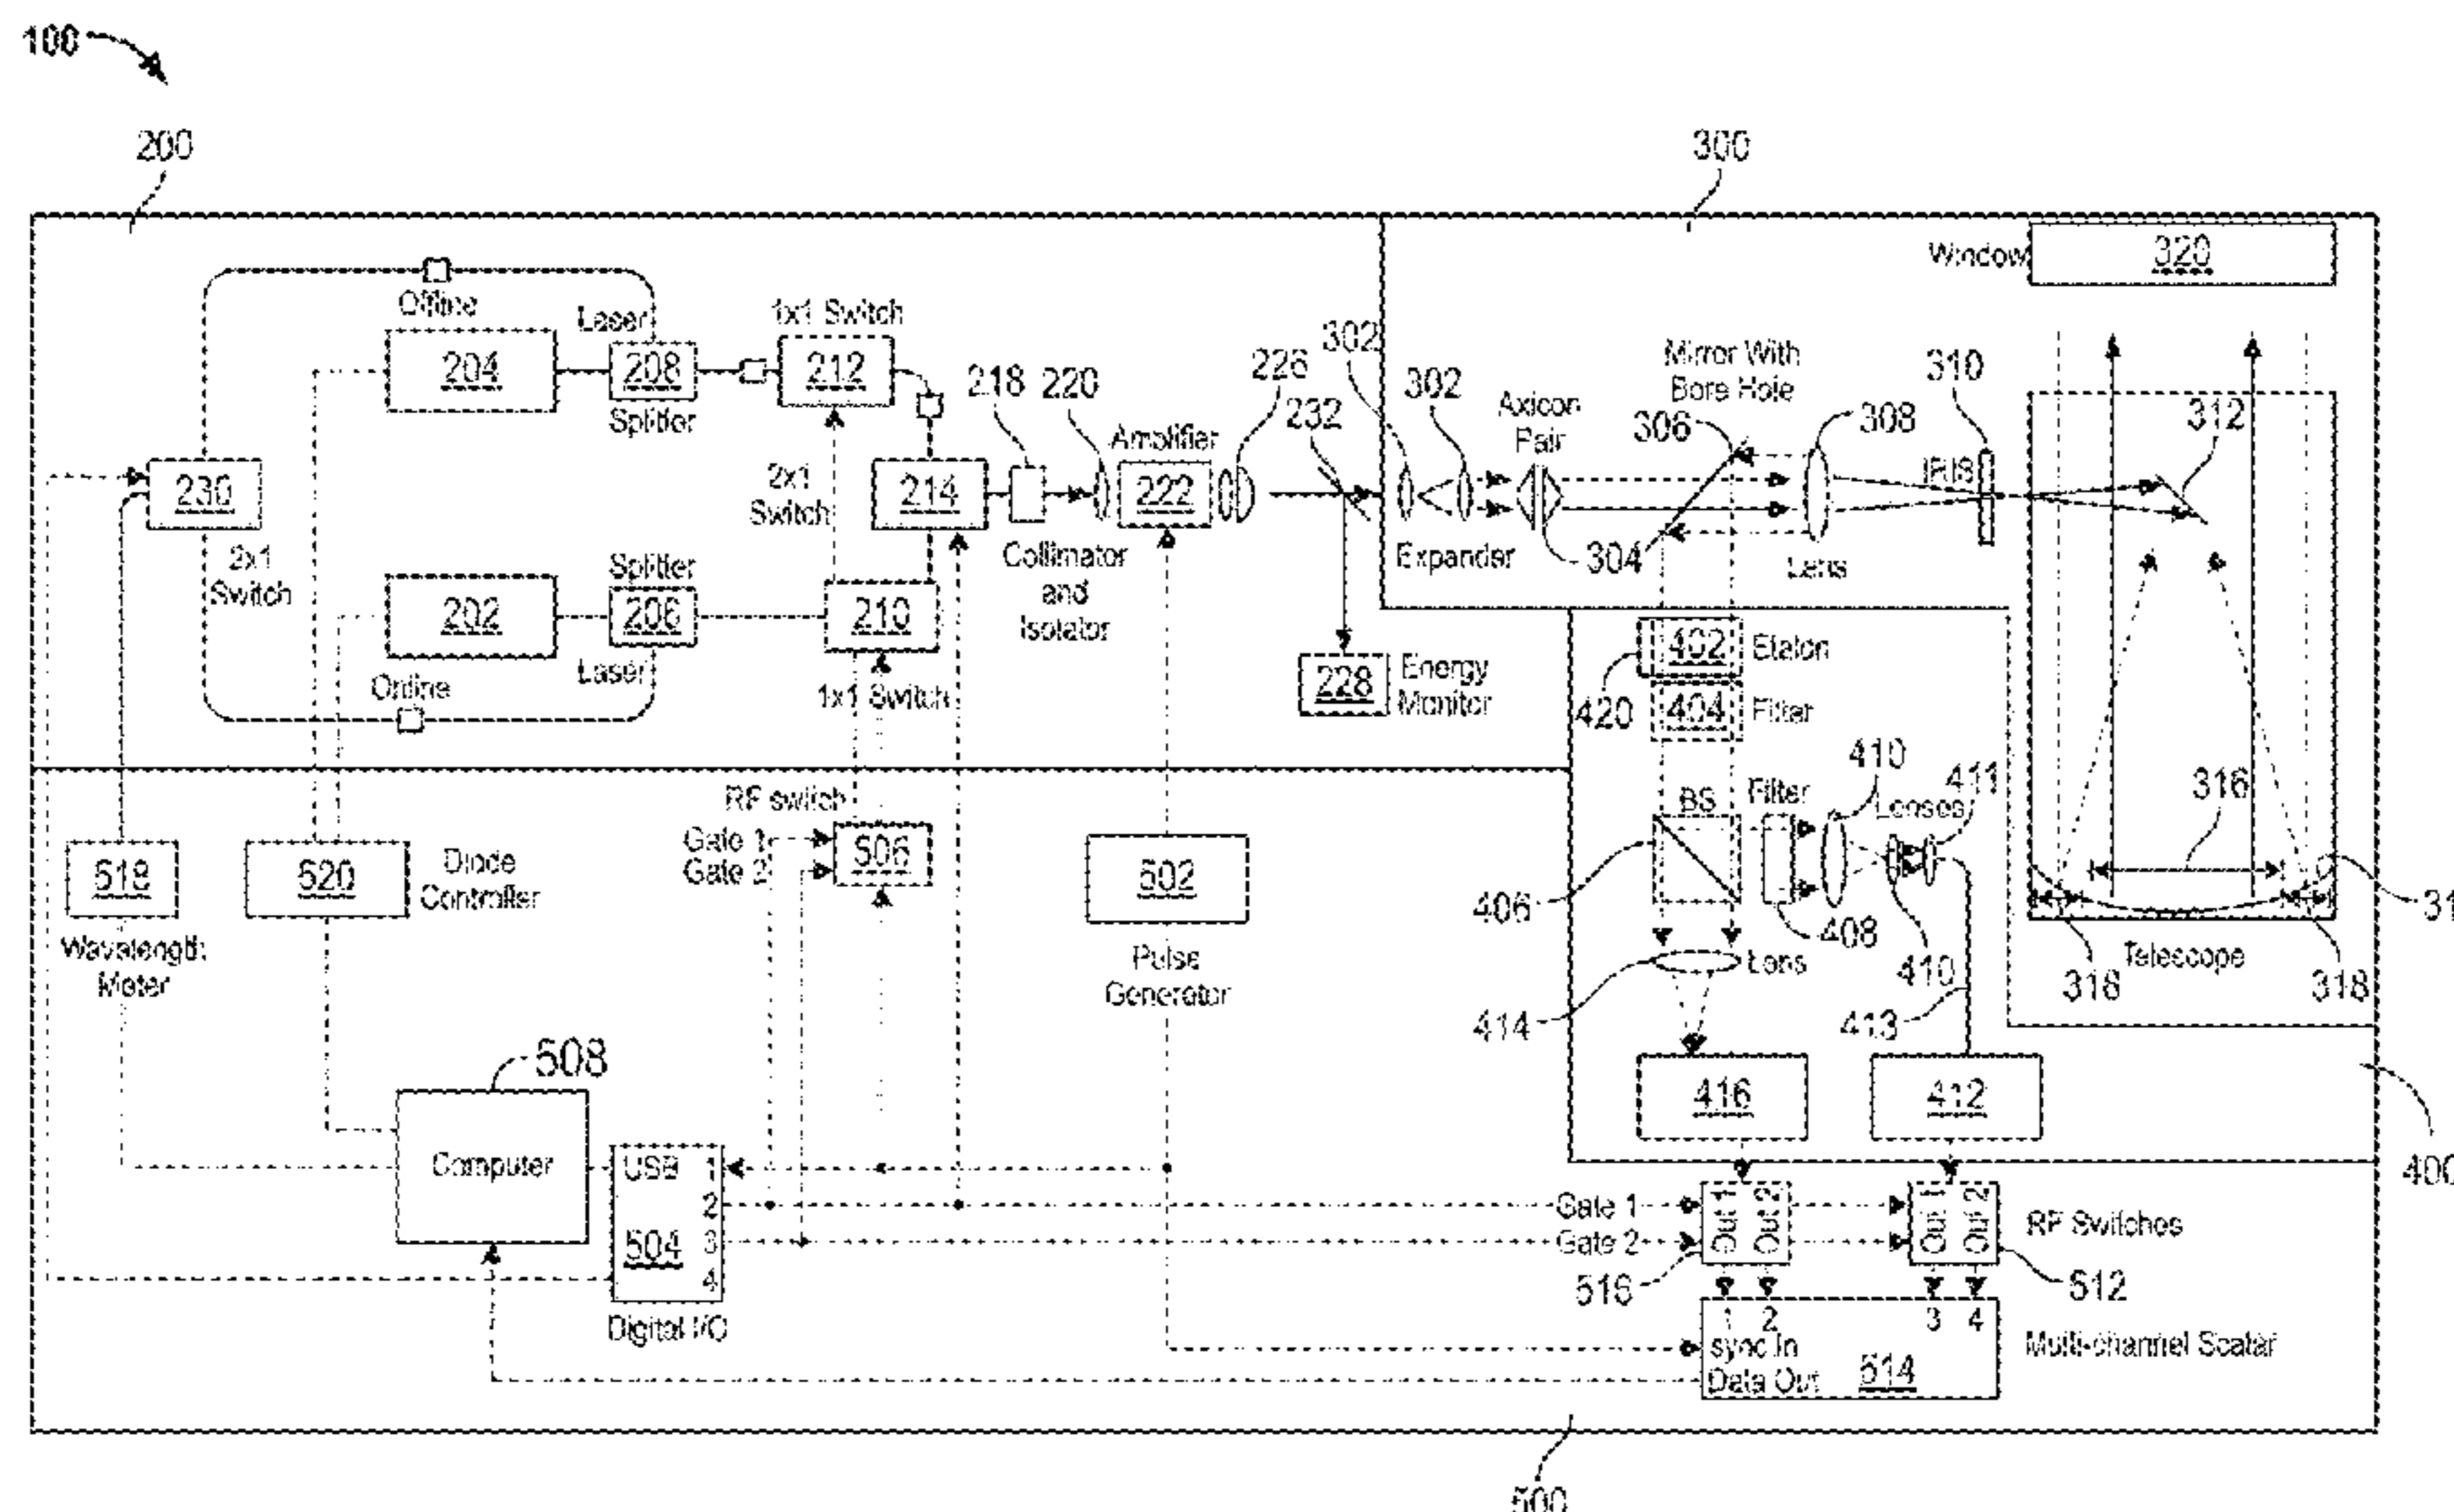 100
200
300
Window
320
Offline
Laser
1x1 Switch
204
208
212
Splitter
218
220
226
232
302
302
Mirror With
Bore Hole
Axicon
Pair
306
308
310
312
IRIS
Amplifier
230
2x1
Switch
2x1
Switch
214
222
Collimator
and
Isolator
Expander
304
Lens
Splitter
202
206
210
Online
Laser
1x1 Switch
228
Energy
Monitor
402
Etalon
420
404
Filter
RF switch
Gate 1
Gate 2
506
518
520
Diode
Controller
502
Wavelength
Meter
Pulse
Generator
BS
Filter
410
Lenses
411
406
408
410
Lens
414
413
316
318
Telescope
318
416
412
400
508
Computer
USB
1
2
3
4
504
Digital I/O
Gate 1
Gate 2
Out 1
Out 2
Out 1
Out 2
RF Switches
516
512
1
2
3
4
sync In
Data Out
514
Multi-channel Scalar
500